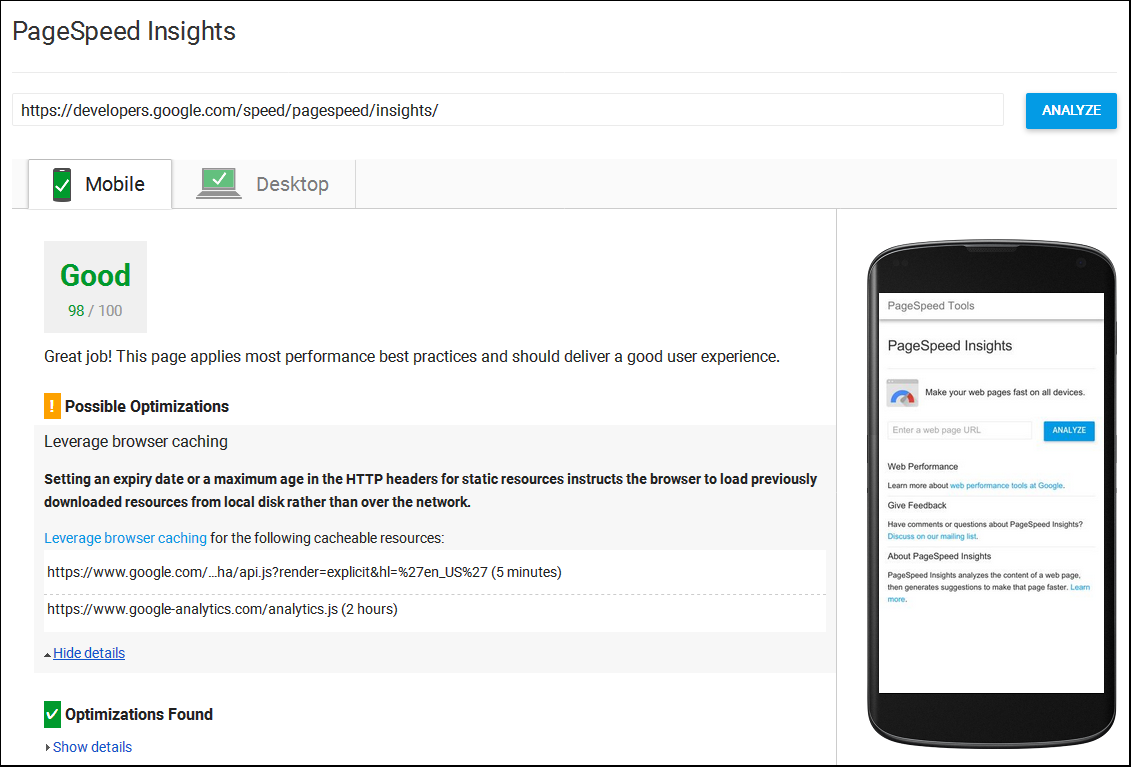 PageSpeed Insights
https://developers.google.com/speed/pagespeed/insights/
ANALYZE
Mobile
Desktop
Good
98 / 100
Great job! This page applies most performance best practices and should deliver a good user experience.
! Possible Optimizations
Leverage browser caching
Setting an expiry date or a maximum age in the HTTP headers for static resources instructs the browser to load previously
downloaded resources from local disk rather than over the network.
Leverage browser caching for the following cacheable resources:
https://www.google.com/…ha/api.js?render=explicit&hl=%27en_US%27 (5 minutes)
https://www.google-analytics.com/analytics.js (2 hours)
Hide details
Optimizations Found
Show details
PageSpeed Tools
PageSpeed Insights
Make your web pages fast on all devices.
Enter a web page URL
ANALYZE
Web Performance
Learn more about web performance tools at Google.
Give Feedback
Have comments or questions about PageSpeed Insights?
Discuss on our mailing list.
About PageSpeed Insights
PageSpeed Insights analyzes the content of a web page,
then generates suggestions to make that page faster. Learn
more.